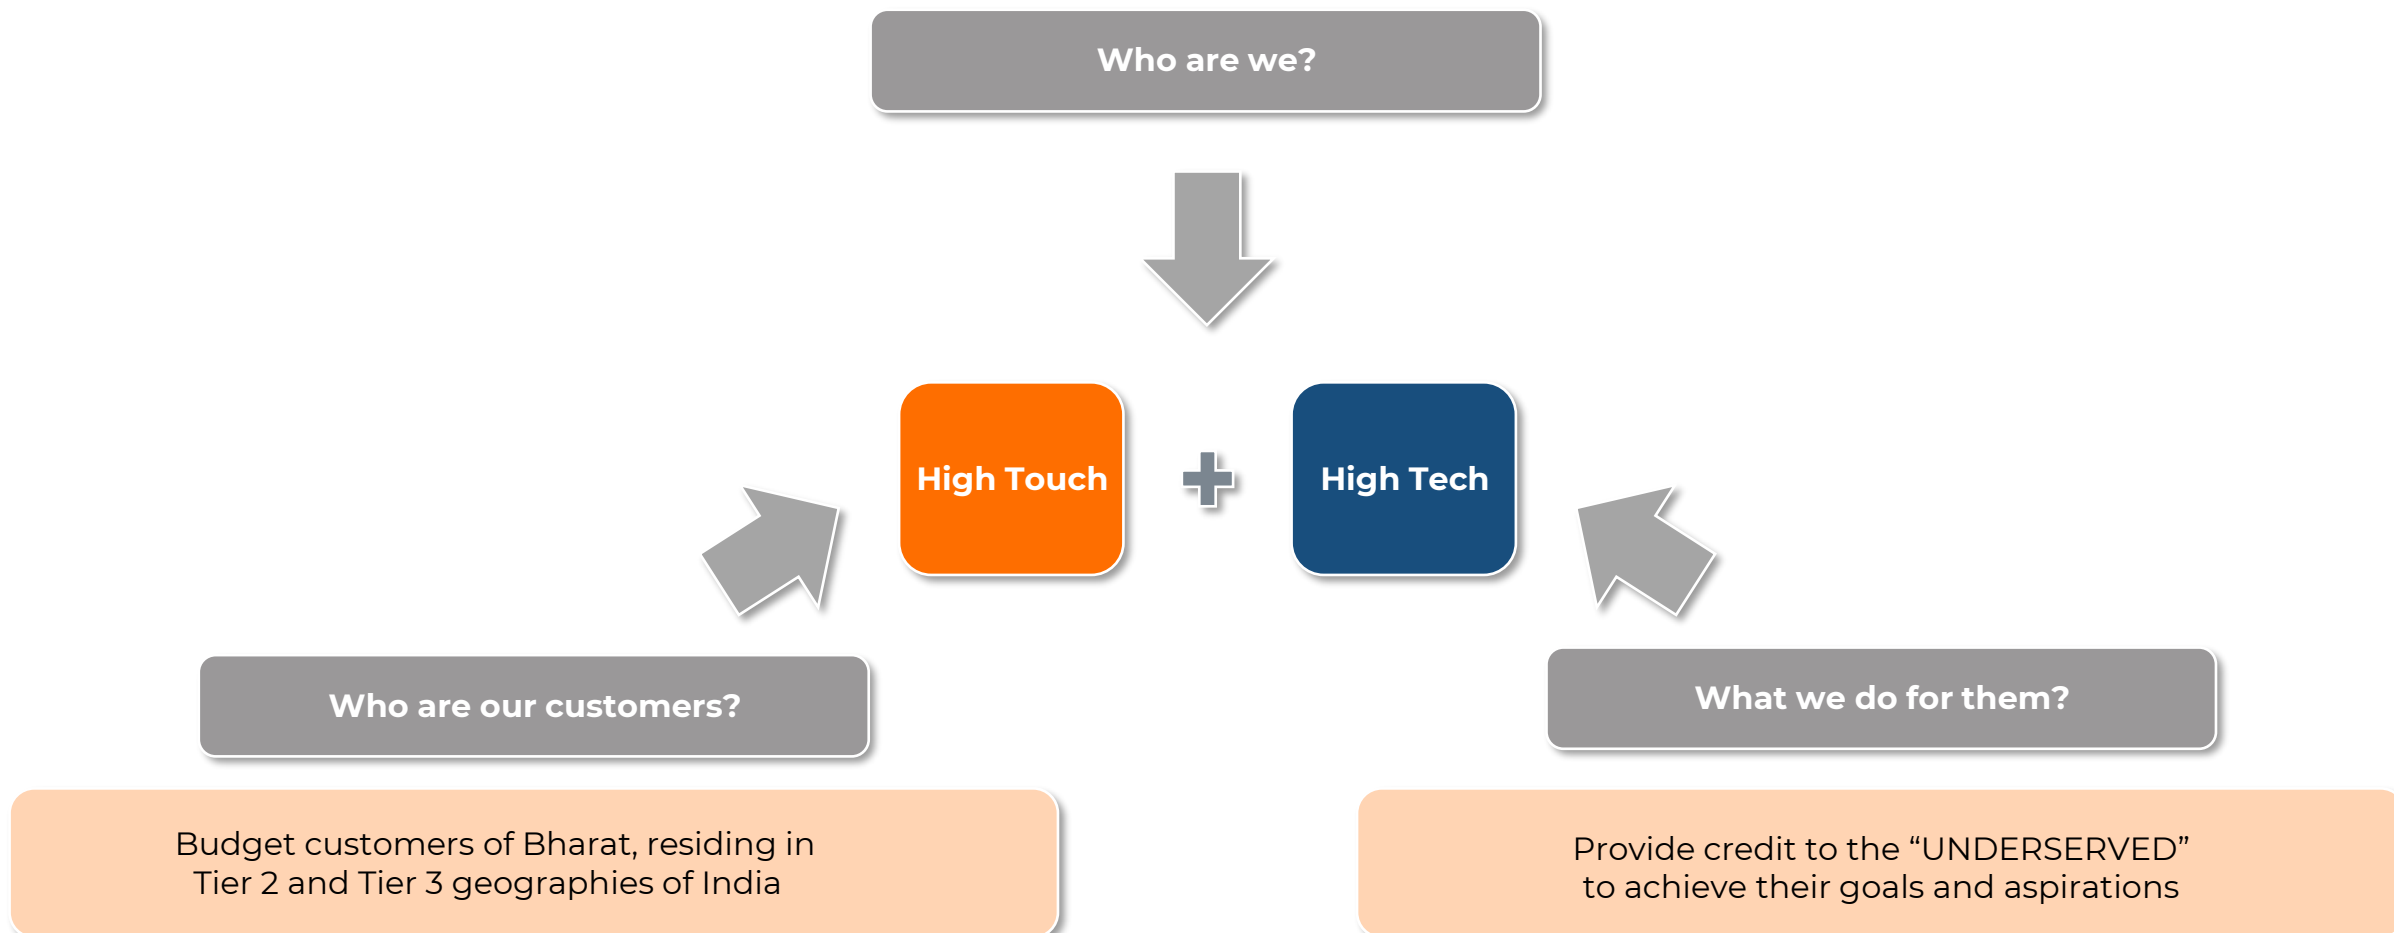 Who are we?
High Touch
High Tech
Who are our customers?
Budget customers of Bharat, residing in
Tier 2 and Tier 3 geographies of India
What we do for them?
Provide credit to the “UNDERSERVED”
to achieve their goals and aspirations